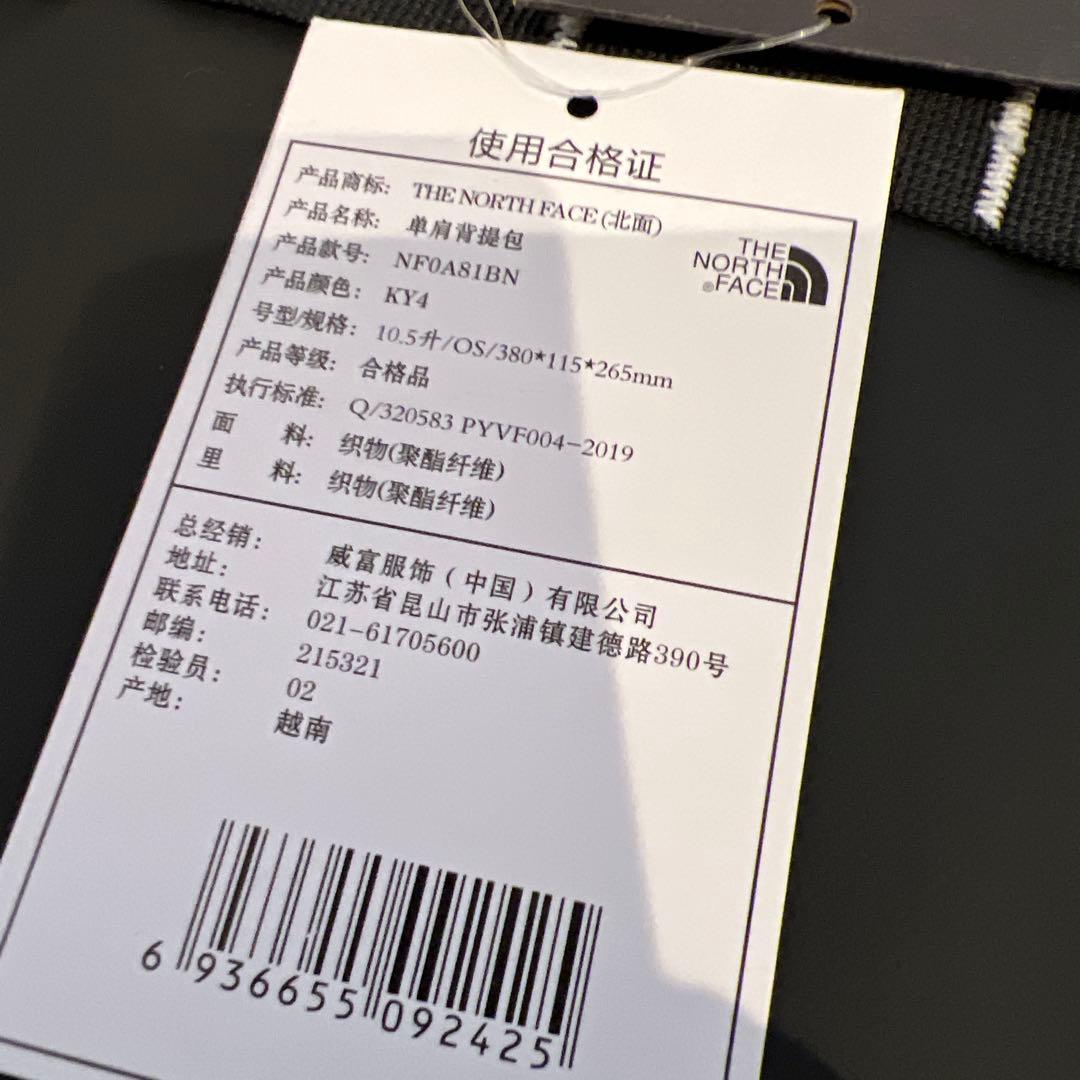 使用合格证
产品商标: THE NORTH FACE (北面)
产品名称: 单肩背提包
产品款号: NF0A81BN
产品颜色: KY4
号型/规格: 10.5升/OS/380*115*265mm
产品等级: 合格品
执行标准: Q/320583 PYVF004-2019
面 料: 织物(聚酯纤维)
里 料: 织物(聚酯纤维)
THE
NORTH
®FACE
总经销: 威富服饰(中国)有限公司
地址: 江苏省昆山市张浦镇建德路390号
联系电话: 021-61705600
邮编: 215321
检验员: 02
产地: 越南
6 936655 092425